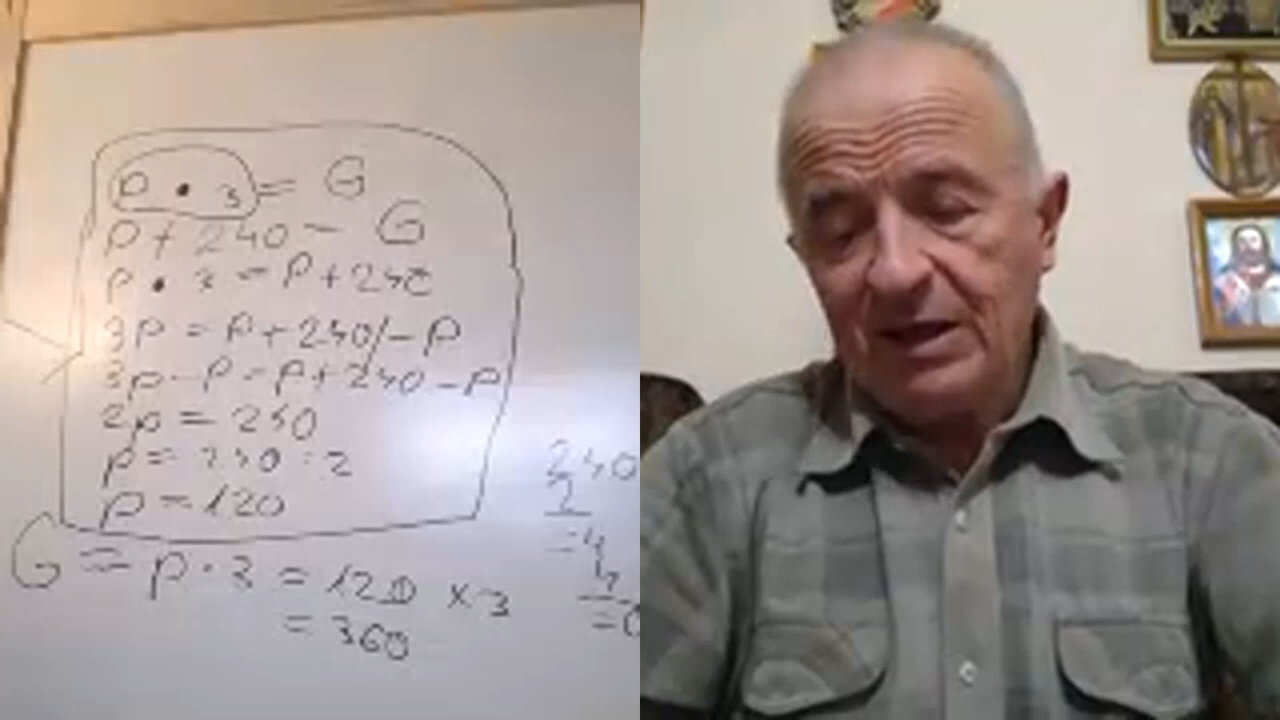 P • 3 = G
P + 240 = G
P • 3 = P + 240
3P = P + 240 / - P
3P - P = P + 240 - P
2P = 240
P = 240 : 2
P = 120
G = P • 3 = 120 x 3
= 360
240
2
= 4
4
= 0